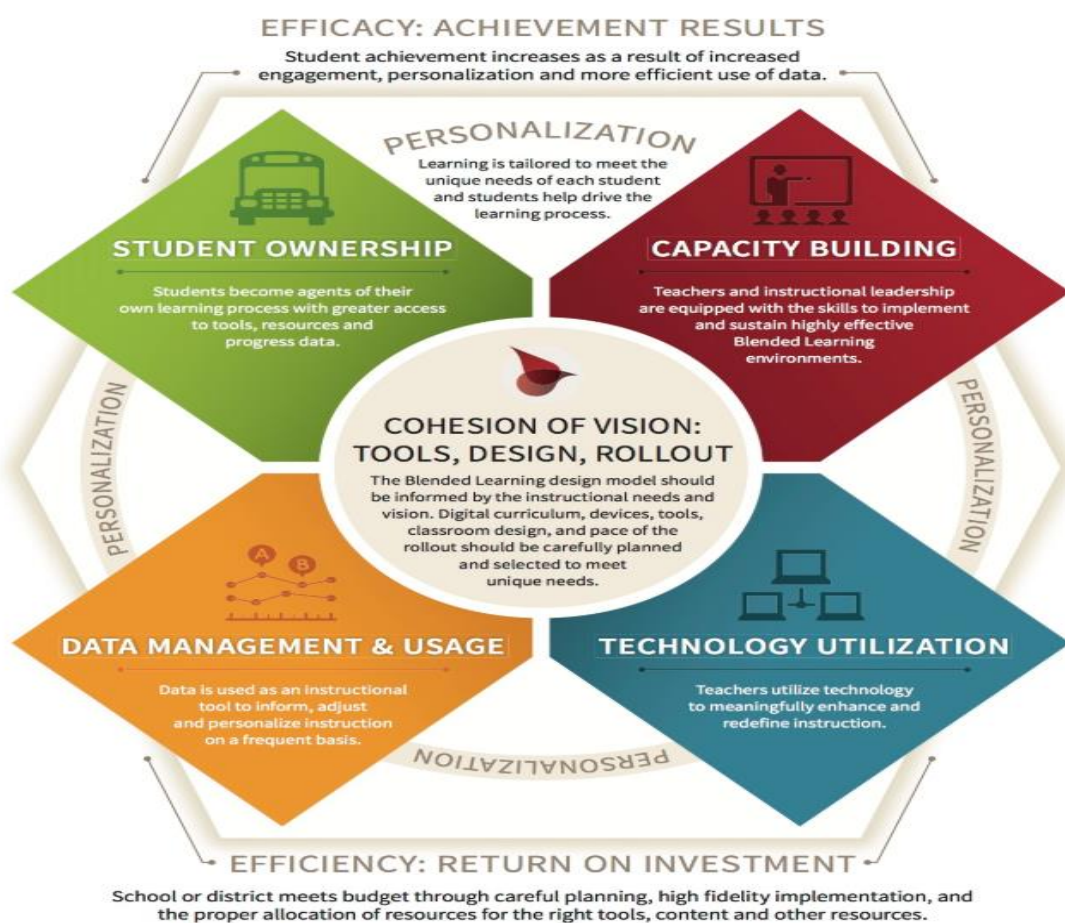 EFFICACY: ACHIEVEMENT RESULTS
Student achievement increases as a result of increased
engagement, personalization and more efficient use of data.
PERSONALIZATION
Learning is tailored to meet the
unique needs of each student
and students help drive the
learning process.
STUDENT OWNERSHIP
Students become agents of their
own learning process with greater access
to tools, resources and
progress data.
CAPACITY BUILDING
Teachers and instructional leadership
are equipped with the skills to implement
and sustain highly effective
Blended Learning
environments.
PERSONALIZATION
COHESION OF VISION:
TOOLS, DESIGN, ROLLOUT
The Blended Learning design model should
be informed by the instructional needs and
vision. Digital curriculum, devices, tools,
classroom design, and pace of the
rollout should be carefully planned
and selected to meet
unique needs.
PERSONALIZATION
A
B
DATA MANAGEMENT & USAGE
Data is used as an instructional
tool to inform, adjust
and personalize instruction
on a frequent basis.
TECHNOLOGY UTILIZATION
Teachers utilize technology
to meaningfully enhance and
redefine instruction.
PERSONALIZATION
EFFICIENCY: RETURN ON INVESTMENT
School or district meets budget through careful planning, high fidelity implementation, and
the proper allocation of resources for the right tools, content and other resources.